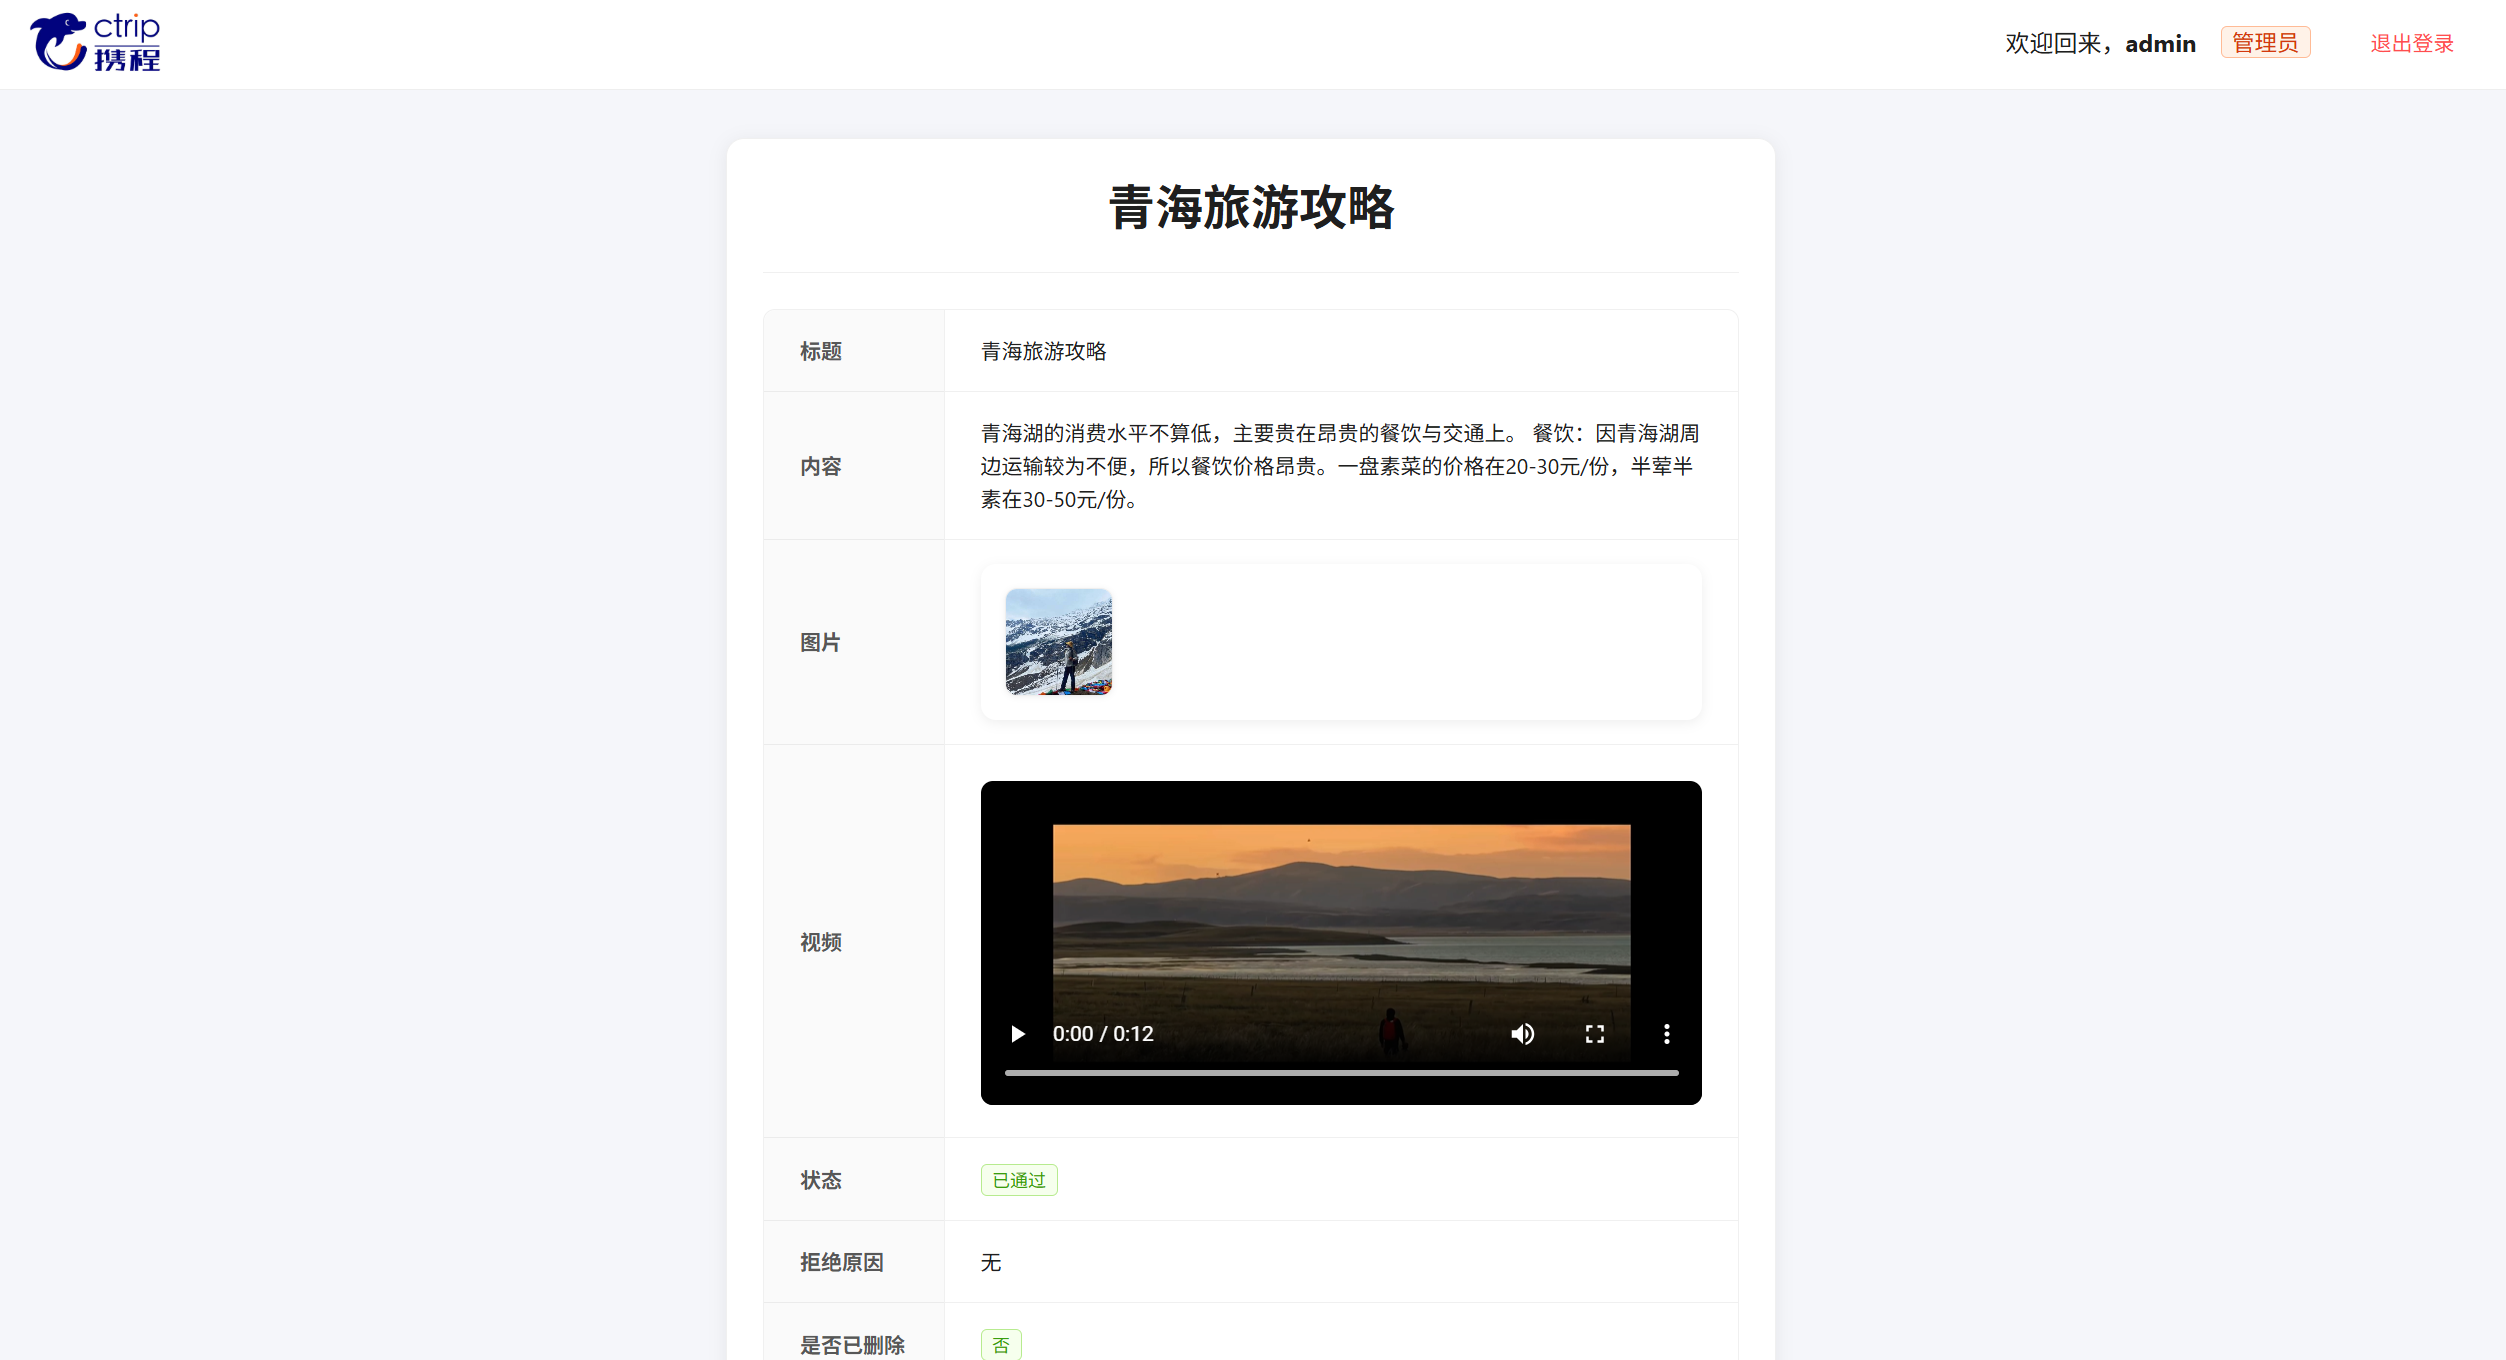 ctrip
携程
欢迎回来，admin 管理员 退出登录
青海旅游攻略
标题 青海旅游攻略
内容
青海湖的消费水平不算低，主要贵在昂贵的餐饮与交通上。 餐饮：因青海湖周
边运输较为不便，所以餐饮价格昂贵。一盘素菜的价格在20-30元/份，半荤半
素在30-50元/份。
图片
视频
0:00 / 0:12
状态 已通过
拒绝原因 无
是否已删除 否